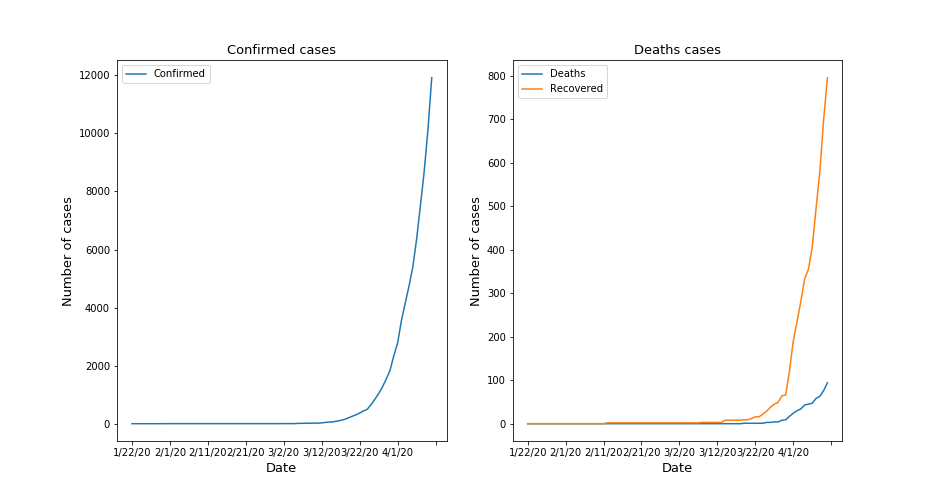 Confirmed cases
Confirmed
12000
10000
8000
6000
4000
2000
0
Number of cases
1/22/20 2/1/20 2/11/20 2/21/20 3/2/20 3/12/20 3/22/20 4/1/20
Date
Deaths cases
Deaths
Recovered
800
700
600
500
400
300
200
100
0
Number of cases
1/22/20 2/1/20 2/11/20 2/21/20 3/2/20 3/12/20 3/22/20 4/1/20
Date